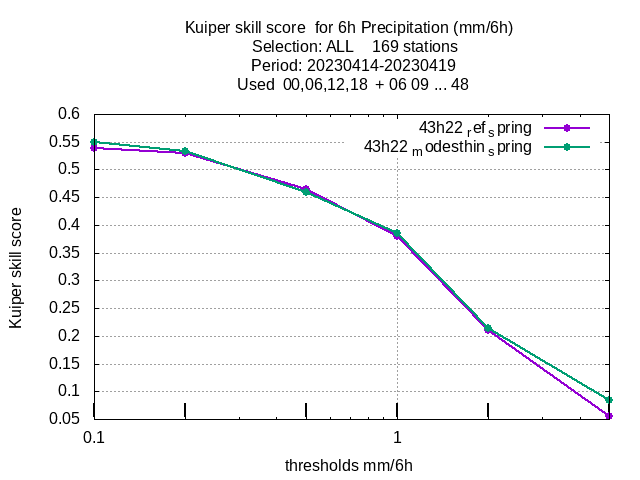 Kuiper skill score for 6h Precipitation (mm/6h)
Selection: ALL 169 stations
Period: 20230414-20230419
Used 00,06,12,18 + 06 09 ... 48
43h22 ref spring
43h22 modesthin spring
0.6
0.55
0.5
0.45
0.4
0.35
0.3
0.25
0.2
0.15
0.1
0.05
Kuiper skill score
0.1 1
thresholds mm/6h